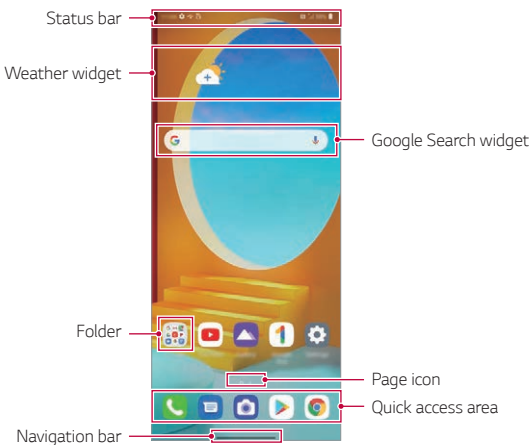 Status bar
Weather widget
Google Search widget
Folder
Page icon
Quick access area
Navigation bar